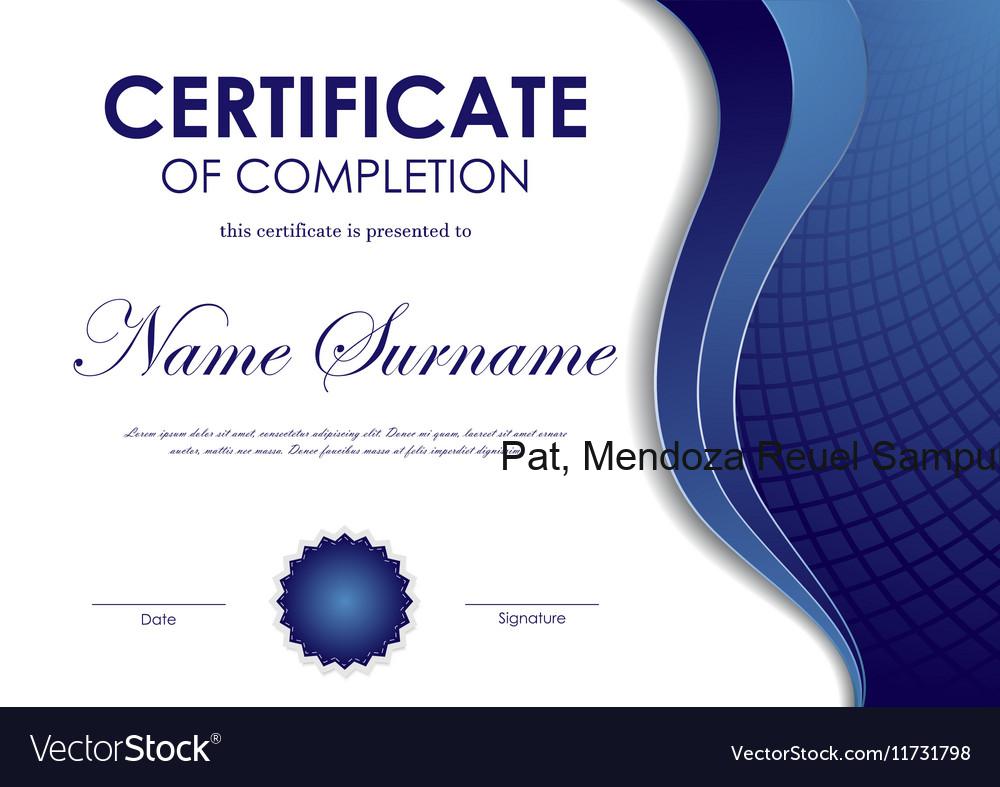 CERTIFICATE
OF COMPLETION
this certificate is presented to
Name Surname
Lorem ipsum dolor sit amet, consectetur adipiscing elit. Donec mi quam, laoreet sit amet ornare
auctor, mattis nec massa. Donec faucibus massa at felis imperdiet dignissim.
Pat, Mendoza Reuel Sampu
Date
Signature
VectorStock®
VectorStock.com/11731798